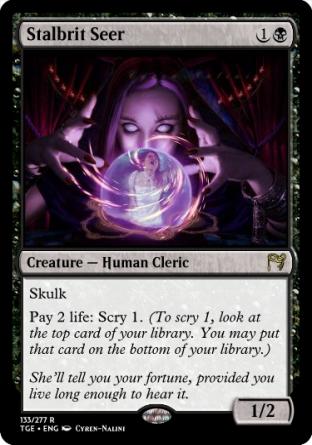 Stalbrit Seer 1
Creature — Human Cleric
Skulk
Pay 2 life: Scry 1. (To scry 1, look at
the top card of your library. You may put
that card on the bottom of your library.)
She'll tell you your fortune, provided you
live long enough to hear it.
1/2
133/277 R
TGE • ENG Cyren-Nalini